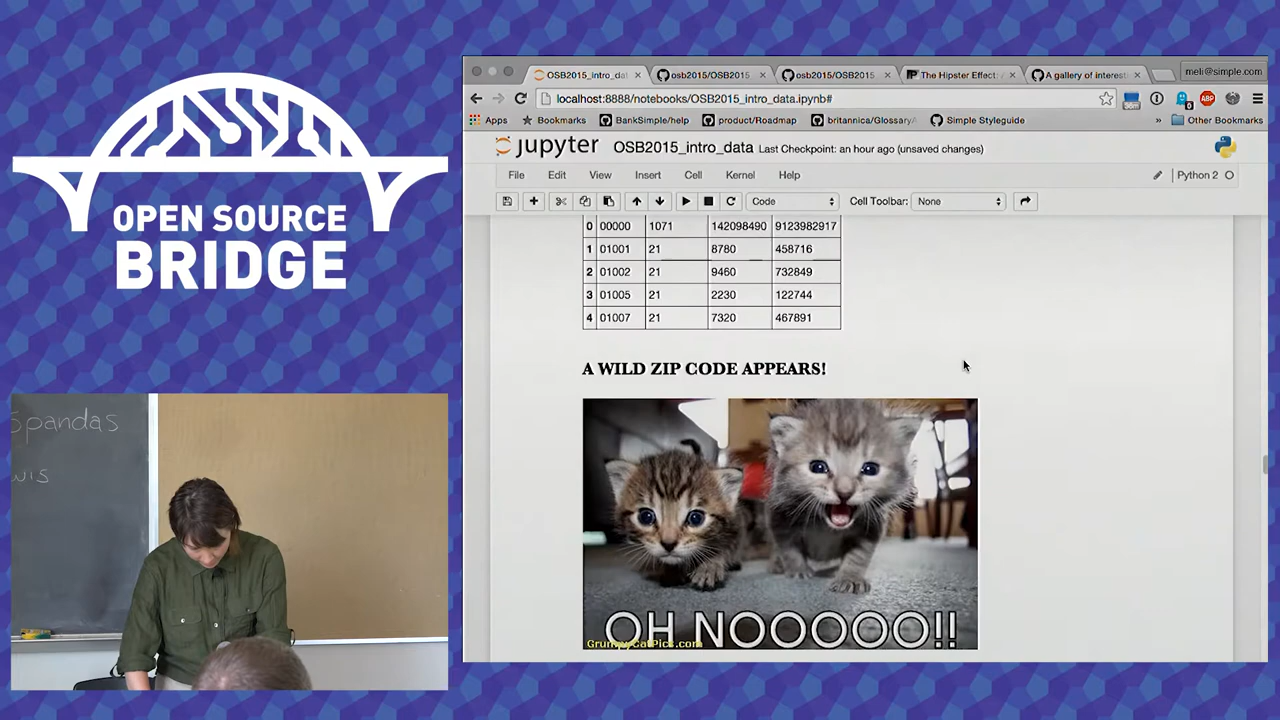 OPEN SOURCE
BRIDGE
Spandas
wis
OSB2015_intro_dat
osb2015/OSB2015
osb2015/OSB2015
The Hipster Effect: A
A gallery of interest
meli@simple.com
localhost:8888/notebooks/OSB2015_intro_data.ipynb#
ABP
Apps Bookmarks BankSimple/help product/Roadmap britannica/Glossary Simple Styleguide » Other Bookmarks
jupyter OSB2015_intro_data Last Checkpoint: an hour ago (unsaved changes)
File Edit View Insert Cell Kernel Help Python 2
Code Cell Toolbar: None
0 00000 1071 142098490 9123982917
1 01001 21 8780 458716
2 01002 21 9460 732849
3 01005 21 2230 122744
4 01007 21 7320 467891
A WILD ZIP CODE APPEARS!
OH NOOOOO!!
GrumpyCatPics.com